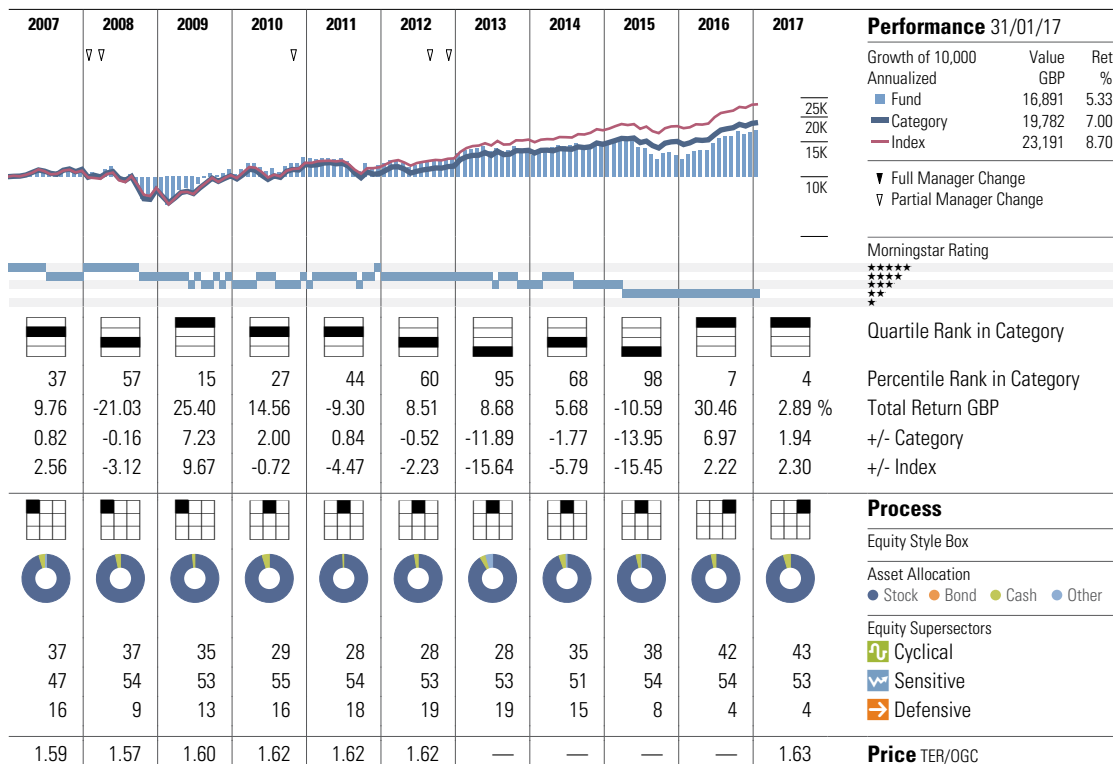 2007 2008 2009 2010 2011 2012 2013 2014 2015 2016 2017
Performance 31/01/17
Growth of 10,000 Value Ret
Annualized GBP %
Fund 16,891 5.33
Category 19,782 7.00
Index 23,191 8.70
Full Manager Change
Partial Manager Change
25K
20K
15K
10K
Morningstar Rating
★★★★★
★★★★
★★★
★★
★
Quartile Rank in Category
37 57 15 27 44 60 95 68 98 7 4 Percentile Rank in Category
9.76 -21.03 25.40 14.56 -9.30 8.51 8.68 5.68 -10.59 30.46 2.89 % Total Return GBP
0.82 -0.16 7.23 2.00 0.84 -0.52 -11.89 -1.77 -13.95 6.97 1.94 +/- Category
2.56 -3.12 9.67 -0.72 -4.47 -2.23 -15.64 -5.79 -15.45 2.22 2.30 +/- Index
Process
Equity Style Box
Asset Allocation
Stock Bond Cash Other
Equity Supersectors
37 37 35 29 28 28 28 35 38 42 43 Cyclical
47 54 53 55 54 53 53 51 54 54 53 Sensitive
16 9 13 16 18 19 19 15 8 4 4 Defensive
1.59 1.57 1.60 1.62 1.62 1.62 — — — — 1.63 Price TER/OGC